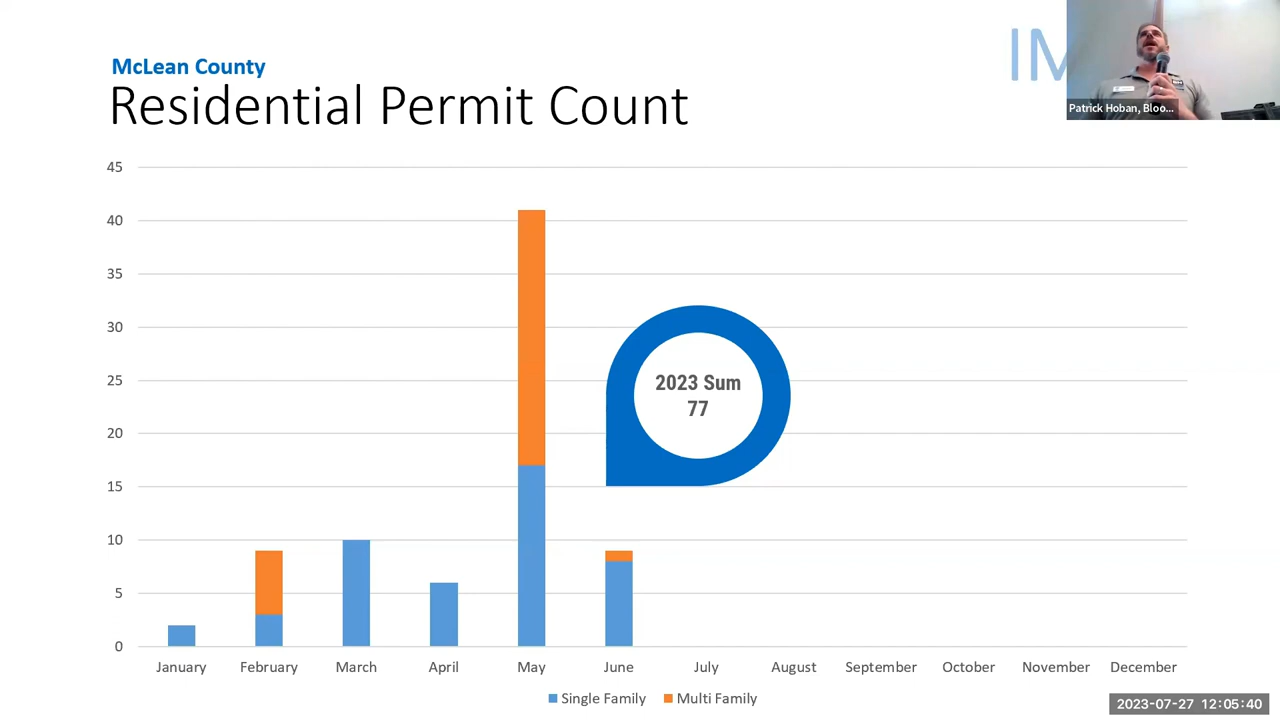 McLean County
Residential Permit Count
IM
Patrick Hoban, Bloo...
45
40
35
30
25
20
15
10
5
0
2023 Sum
77
January February March April May June July August September October November December
Single Family Multi Family
2023-07-27 12:05:40